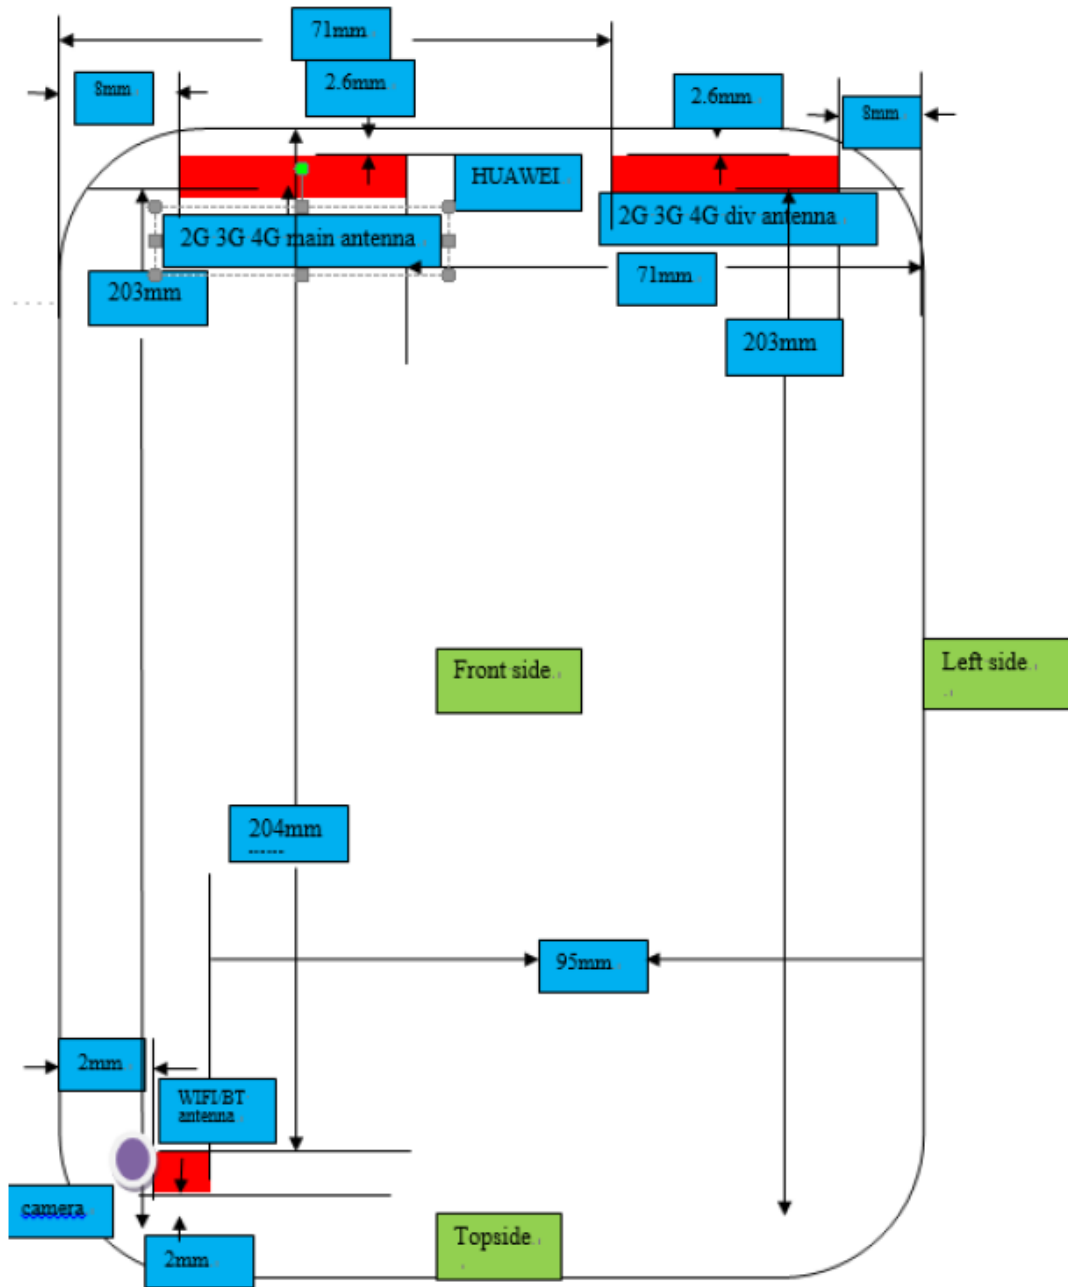 71mm
8mm
2.6mm
2.6mm
8mm
HUAWEI
2G 3G 4G main antenna
2G 3G 4G div antenna
203mm
71mm
203mm
Front side
Left side
204mm
95mm
2mm
WIFI/BT
antenna
camera
2mm
Topside